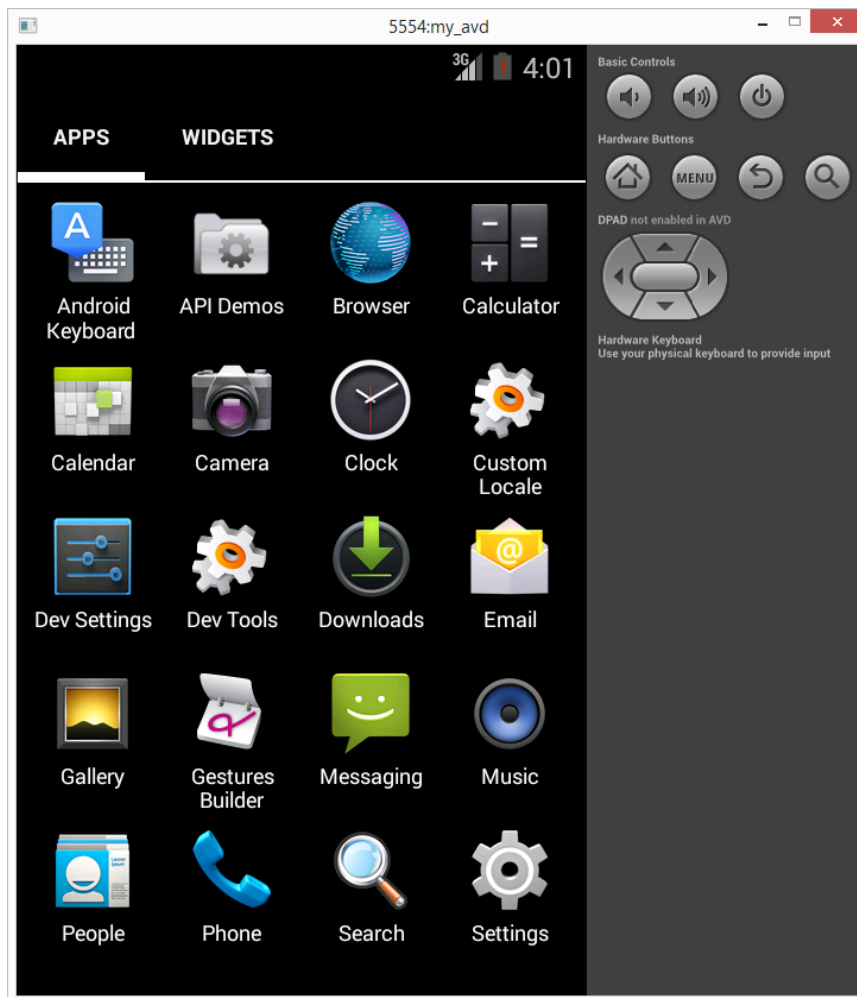 5554:my_avd
3G 4:01
APPS WIDGETS
Android Keyboard
API Demos
Browser
Calculator
Calendar
Camera
Clock
Custom Locale
Dev Settings
Dev Tools
Downloads
Email
Gallery
Gestures Builder
Messaging
Music
People
Phone
Search
Settings
Basic Controls
Hardware Buttons
MENU
DPAD not enabled in AVD
Hardware Keyboard
Use your physical keyboard to provide input